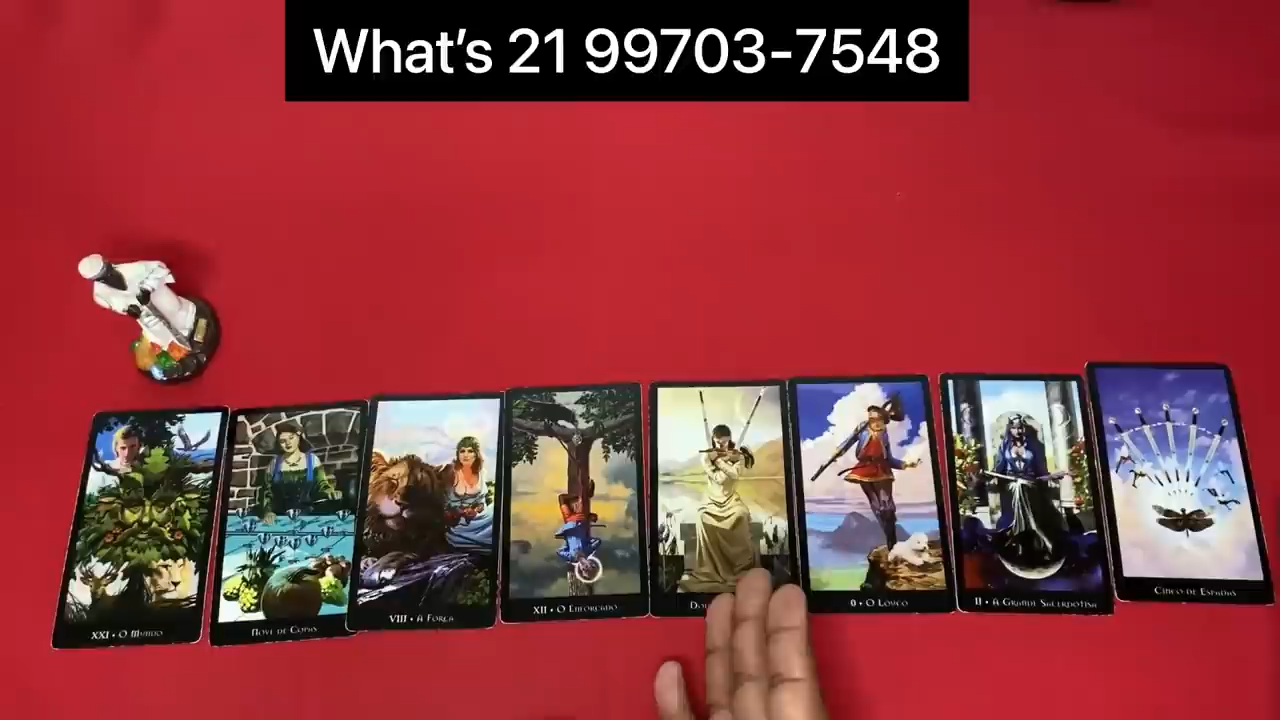 What's 21 99703-7548
XXI • O Mundo
Nove de Copas
VIII • A Força
XII • O Enforcado
0 • O Louco
II • A Grande Sacerdotisa
Cinco de Espadas